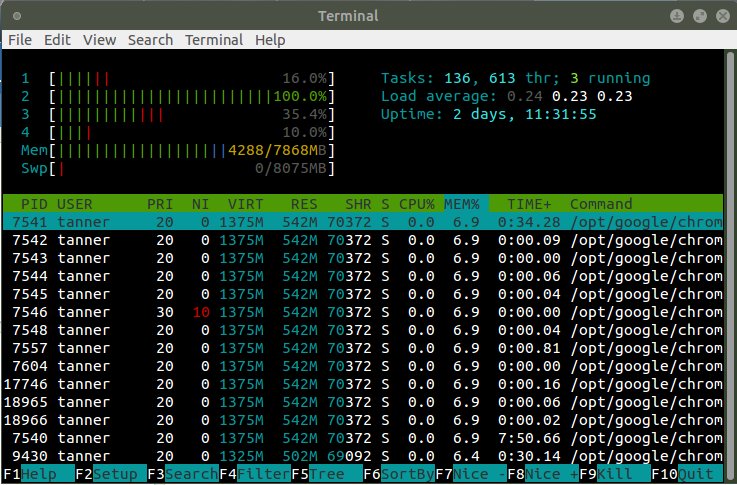 Terminal
File Edit View Search Terminal Help
1 [|||||| 16.0%] Tasks: 136, 613 thr; 3 running
2 [||||||||||||||||||||||||100.0%] Load average: 0.24 0.23 0.23
3 [|||||||||||| 35.4%] Uptime: 2 days, 11:31:55
4 [|||| 10.0%]
Mem[|||||||||||||||||||4288/7868MB]
Swp[| 0/8075MB]
PID USER PRI NI VIRT RES SHR S CPU% MEM% TIME+ Command
7541 tanner 20 0 1375M 542M 70372 S 0.0 6.9 0:34.28 /opt/google/chrom
7542 tanner 20 0 1375M 542M 70372 S 0.0 6.9 0:00.09 /opt/google/chrom
7543 tanner 20 0 1375M 542M 70372 S 0.0 6.9 0:00.00 /opt/google/chrom
7544 tanner 20 0 1375M 542M 70372 S 0.0 6.9 0:00.06 /opt/google/chrom
7545 tanner 20 0 1375M 542M 70372 S 0.0 6.9 0:00.04 /opt/google/chrom
7546 tanner 30 10 1375M 542M 70372 S 0.0 6.9 0:00.00 /opt/google/chrom
7548 tanner 20 0 1375M 542M 70372 S 0.0 6.9 0:00.04 /opt/google/chrom
7557 tanner 20 0 1375M 542M 70372 S 0.0 6.9 0:00.81 /opt/google/chrom
7604 tanner 20 0 1375M 542M 70372 S 0.0 6.9 0:00.00 /opt/google/chrom
17746 tanner 20 0 1375M 542M 70372 S 0.0 6.9 0:00.16 /opt/google/chrom
18965 tanner 20 0 1375M 542M 70372 S 0.0 6.9 0:00.06 /opt/google/chrom
18966 tanner 20 0 1375M 542M 70372 S 0.0 6.9 0:00.02 /opt/google/chrom
7540 tanner 20 0 1375M 542M 70372 S 0.0 6.9 7:50.66 /opt/google/chrom
9430 tanner 20 0 1325M 502M 69092 S 0.0 6.4 0:30.14 /opt/google/chrom
F1Help F2Setup F3SearchF4FilterF5Tree F6SortByF7Nice -F8Nice +F9Kill F10Quit